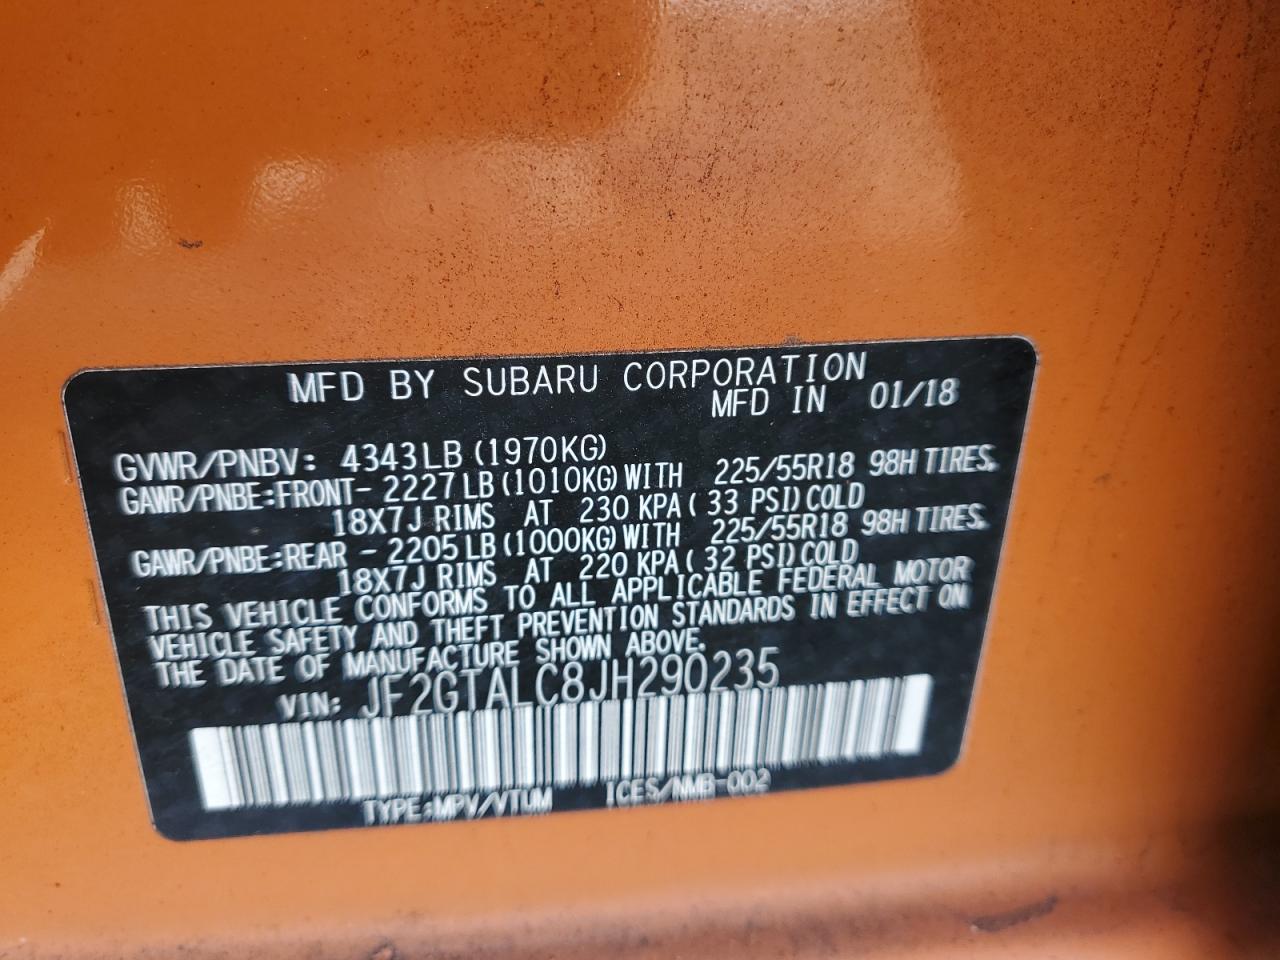 MFD BY SUBARU CORPORATION
MFD IN 01/18
GVWR/PNBV: 4343LB (1970KG)
GAWR/PNBE:FRONT- 2227LB (1010KG) WITH 225/55R18 98H TIRES.
18X7J RIMS AT 230 KPA ( 33 PSI) COLD
GAWR/PNBE:REAR - 2205LB (1000KG) WITH 225/55R18 98H TIRES.
18X7J RIMS AT 220 KPA ( 32 PSI) COLD
THIS VEHICLE CONFORMS TO ALL APPLICABLE FEDERAL MOTOR
VEHICLE SAFETY AND THEFT PREVENTION STANDARDS IN EFFECT ON
THE DATE OF MANUFACTURE SHOWN ABOVE.
VIN: JF2GTALC8JH290235
TYPE:MPV/VTUM ICES/NMB-002